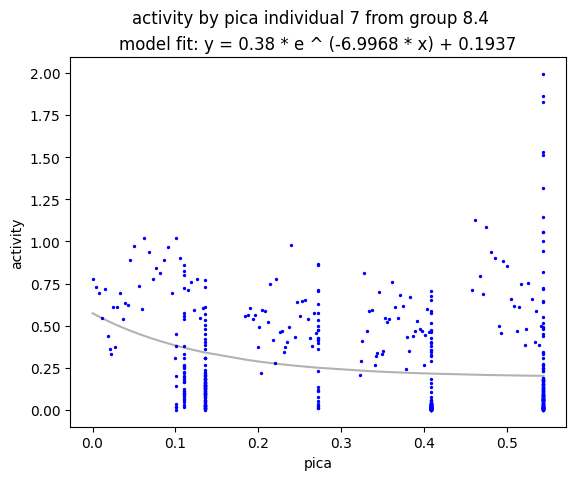 activity by pica individual 7 from group 8.4
model fit: y = 0.38 * e ^ (-6.9968 * x) + 0.1937
2.00
1.75
1.50
1.25
1.00
0.75
0.50
0.25
0.00
activity
0.0 0.1 0.2 0.3 0.4 0.5
pica